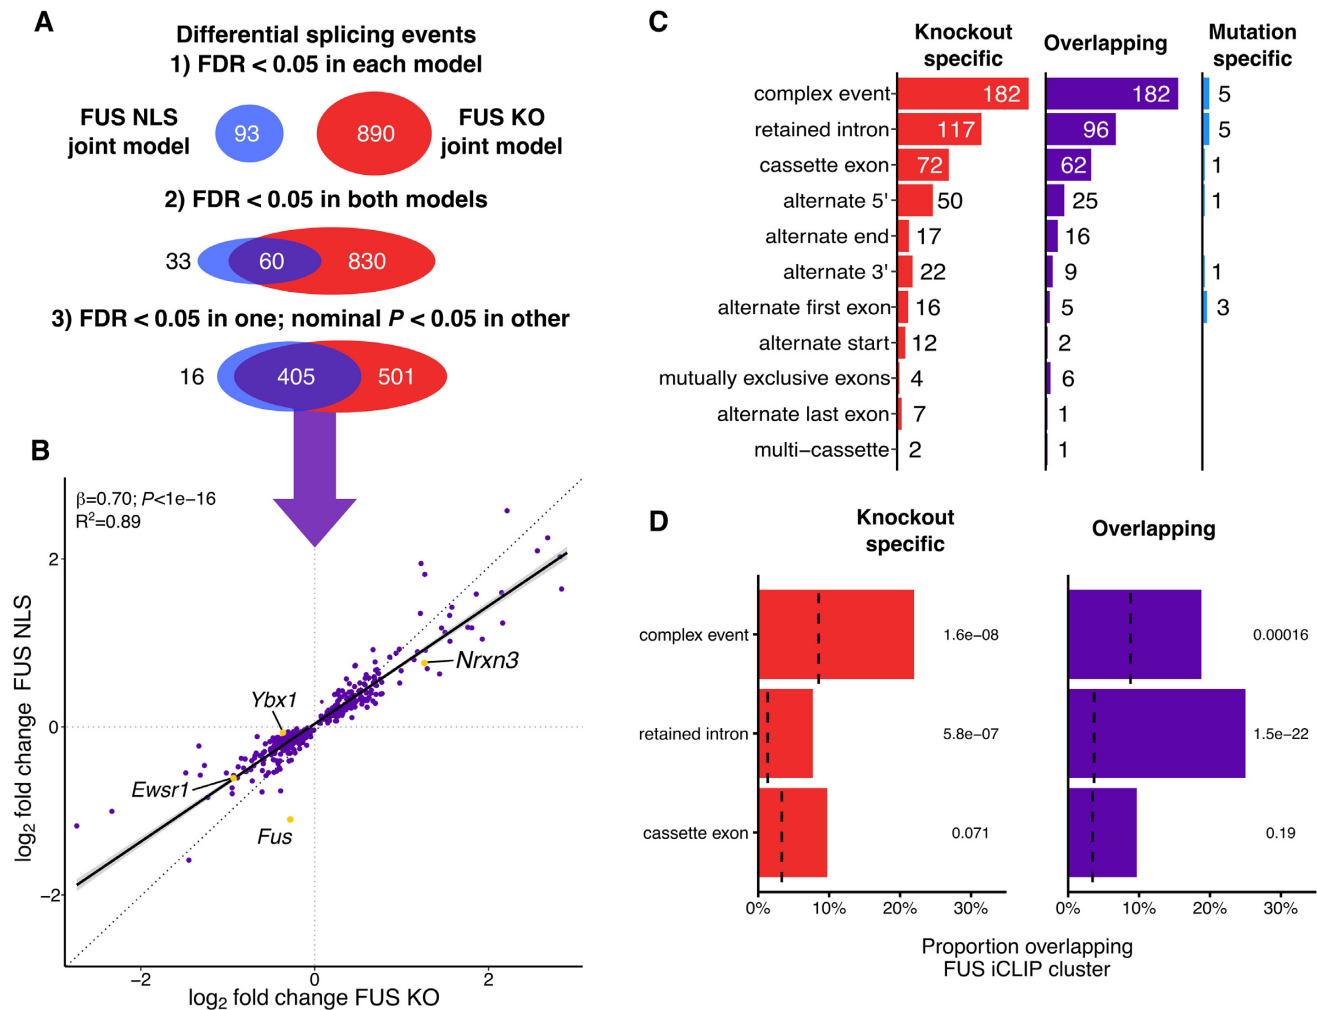 A
Differential splicing events
1) FDR < 0.05 in each model
FUS NLS
joint model
93
890
FUS KO
joint model
2) FDR < 0.05 in both models
33
60
830
3) FDR < 0.05 in one; nominal P < 0.05 in other
16
405
501
B
β=0.70; P<1e−16
R²=0.89
log₂ fold change FUS NLS
2
0
−2
Nrxn3
Ybx1
Ewsr1
Fus
−2
0
2
log₂ fold change FUS KO
C
Knockout
specific
Overlapping
Mutation
specific
complex event 182 182 5
retained intron 117 96 5
cassette exon 72 62 1
alternate 5' 50 25 1
alternate end 17 16
alternate 3' 22 9 1
alternate first exon 16 5 3
alternate start 12 2
mutually exclusive exons 4 6
alternate last exon 7 1
multi−cassette 2 1
D
Knockout
specific
Overlapping
complex event 1.6e−08 0.00016
retained intron 5.8e−07 1.5e−22
cassette exon 0.071 0.19
0% 10% 20% 30% 0% 10% 20% 30%
Proportion overlapping
FUS iCLIP cluster